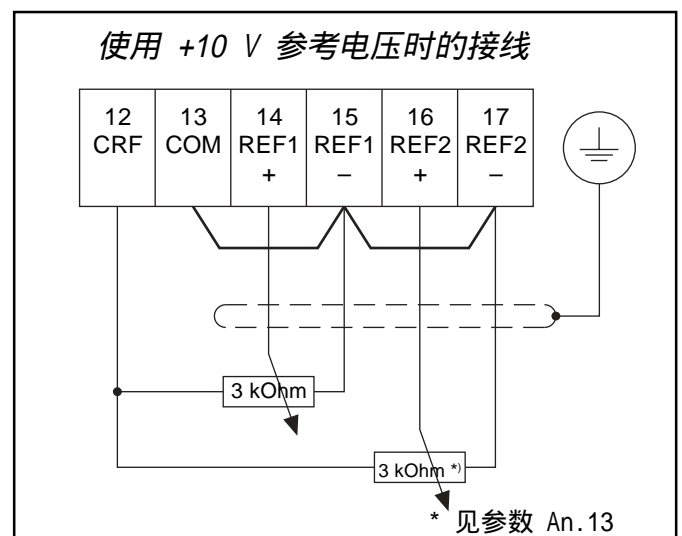 使用 +10 V 参考电压时的接线
12 13 14 15 16 17
CRF COM REF1 REF1 REF2 REF2
+ – + –
3 kOhm
3 kOhm *)
* 见参数 An.13